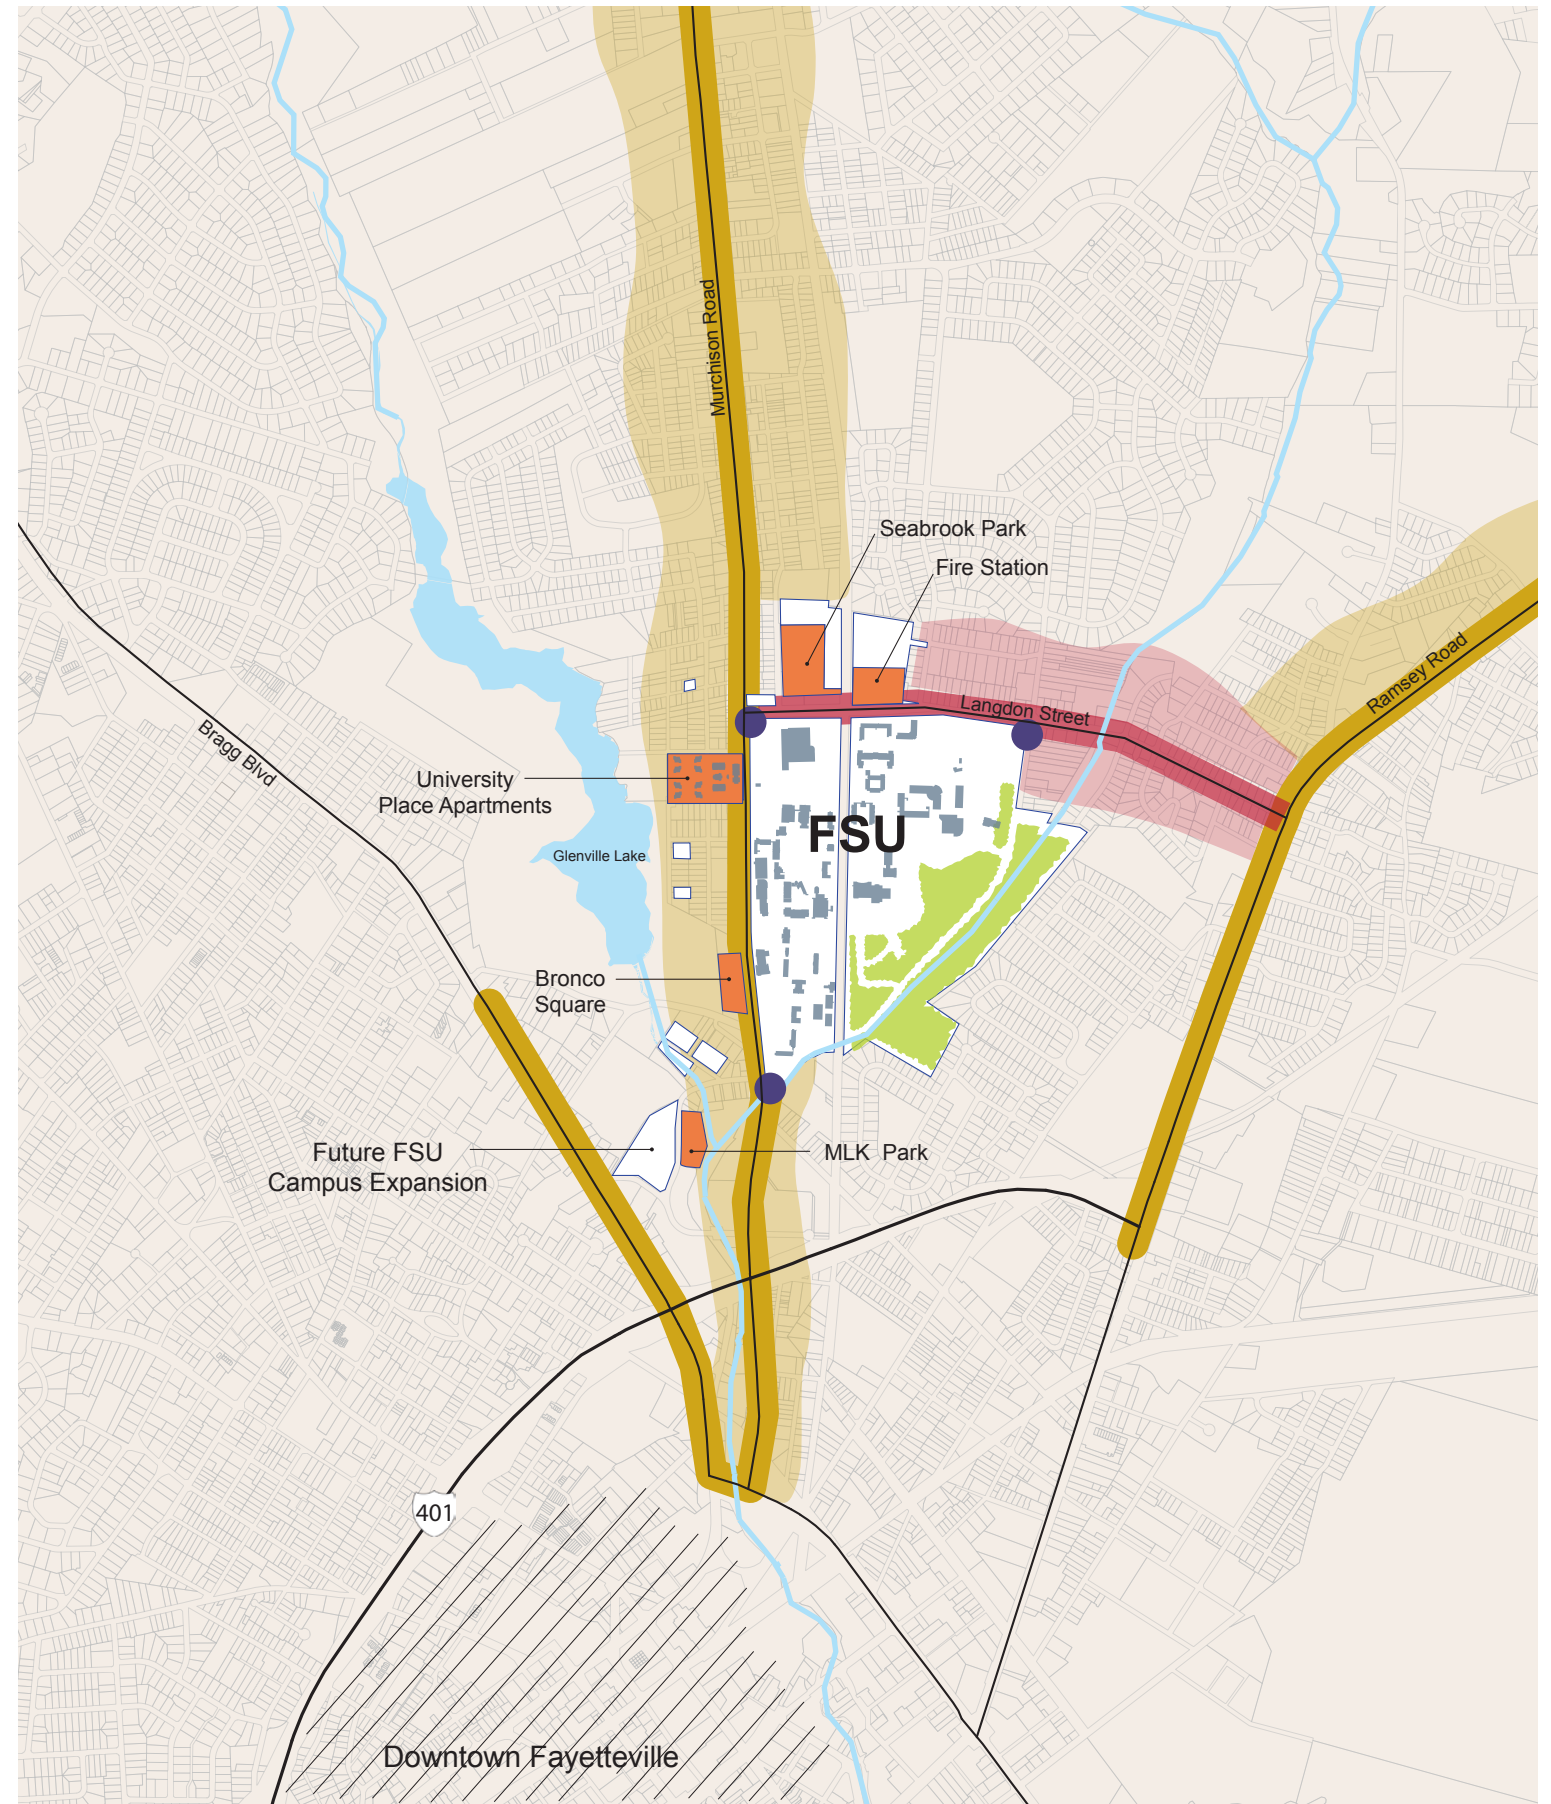 Murchison Road
Seabrook Park
Fire Station
Ramsey Road
Langdon Street
Bragg Blvd
University
Place Apartments
FSU
Glenville Lake
Bronco
Square
Future FSU
Campus Expansion
MLK Park
401
Downtown Fayetteville